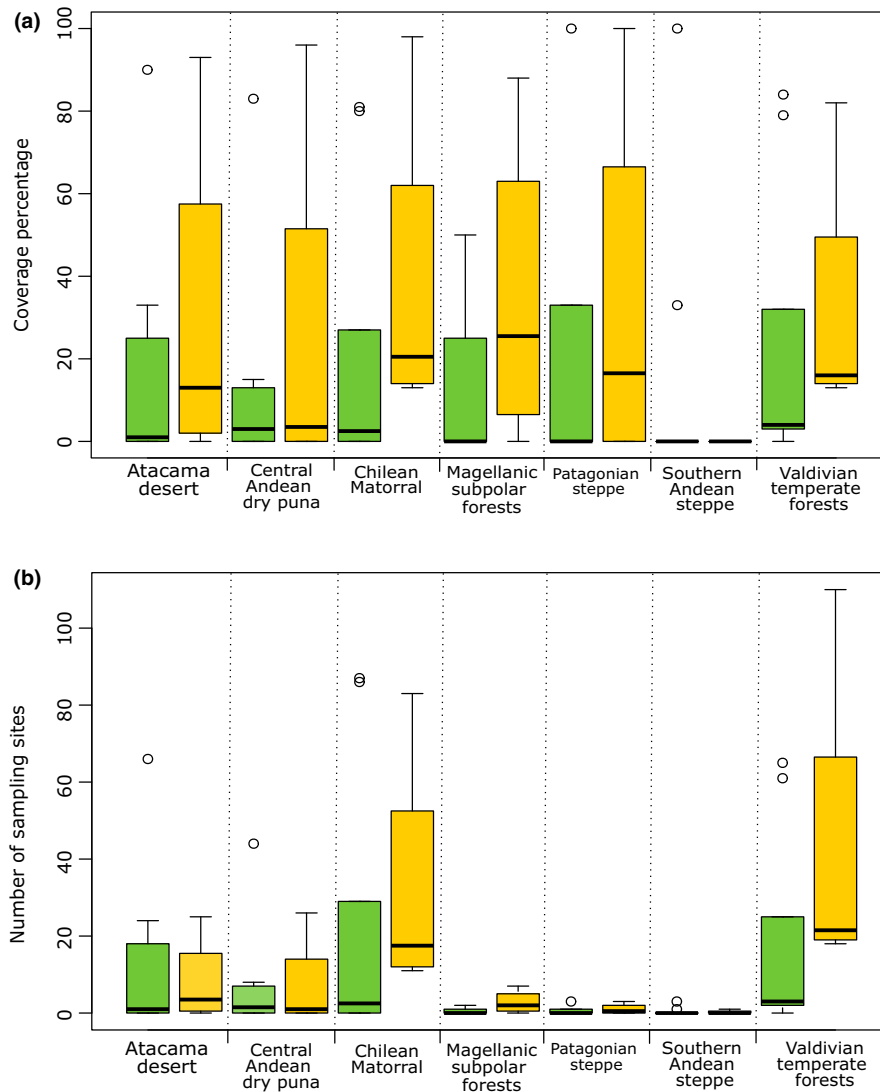 (a)
100
80
60
40
20
0
Coverage percentage
Atacama
desert
Central
Andean
dry puna
Chilean
Matorral
Magellanic
subpolar
forests
Patagonian
steppe
Southern
Andean
steppe
Valdivian
temperate
forests
(b)
100
80
60
40
20
0
Number of sampling sites
Atacama
desert
Central
Andean
dry puna
Chilean
Matorral
Magellanic
subpolar
forests
Patagonian
steppe
Southern
Andean
steppe
Valdivian
temperate
forests